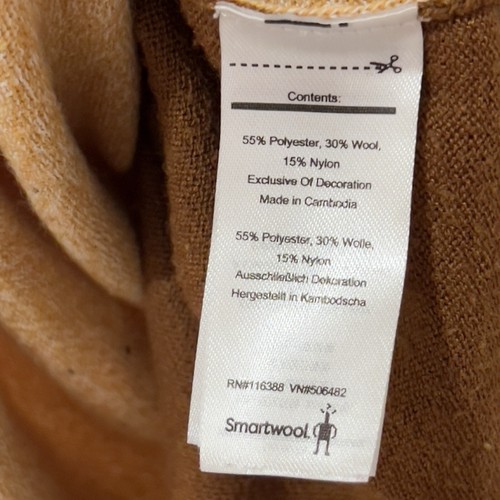 Contents:
55% Polyester, 30% Wool,
15% Nylon
Exclusive Of Decoration
Made in Cambodia
55% Polyester, 30% Wolle,
15% Nylon
Ausschließlich Dekoration
Hergestellt in Kambodscha
RN#116388 VN#506482
Smartwool